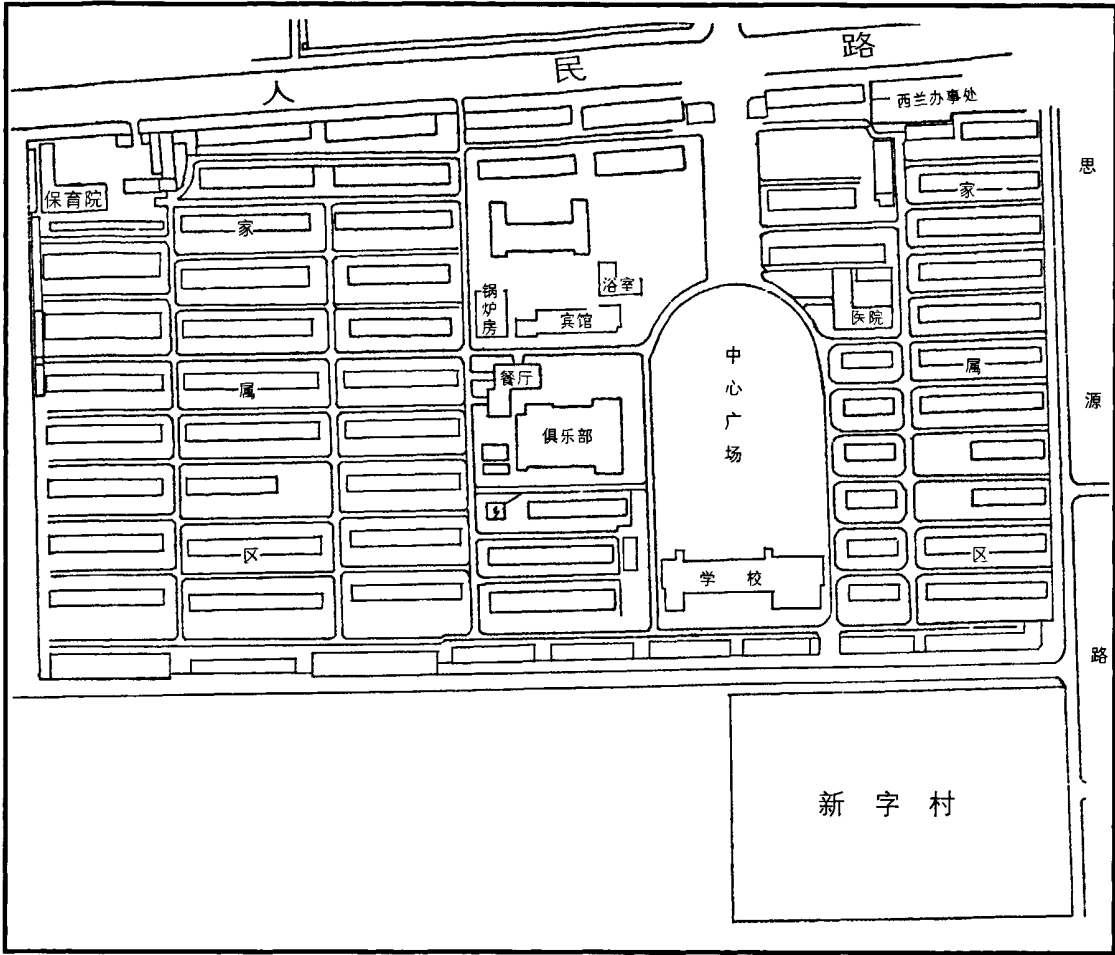 人民路
西兰办事处
思源路
保育院
家属区
家属区
浴室
锅炉房
宾馆
医院
餐厅
俱乐部
中心广场
学校
新字村